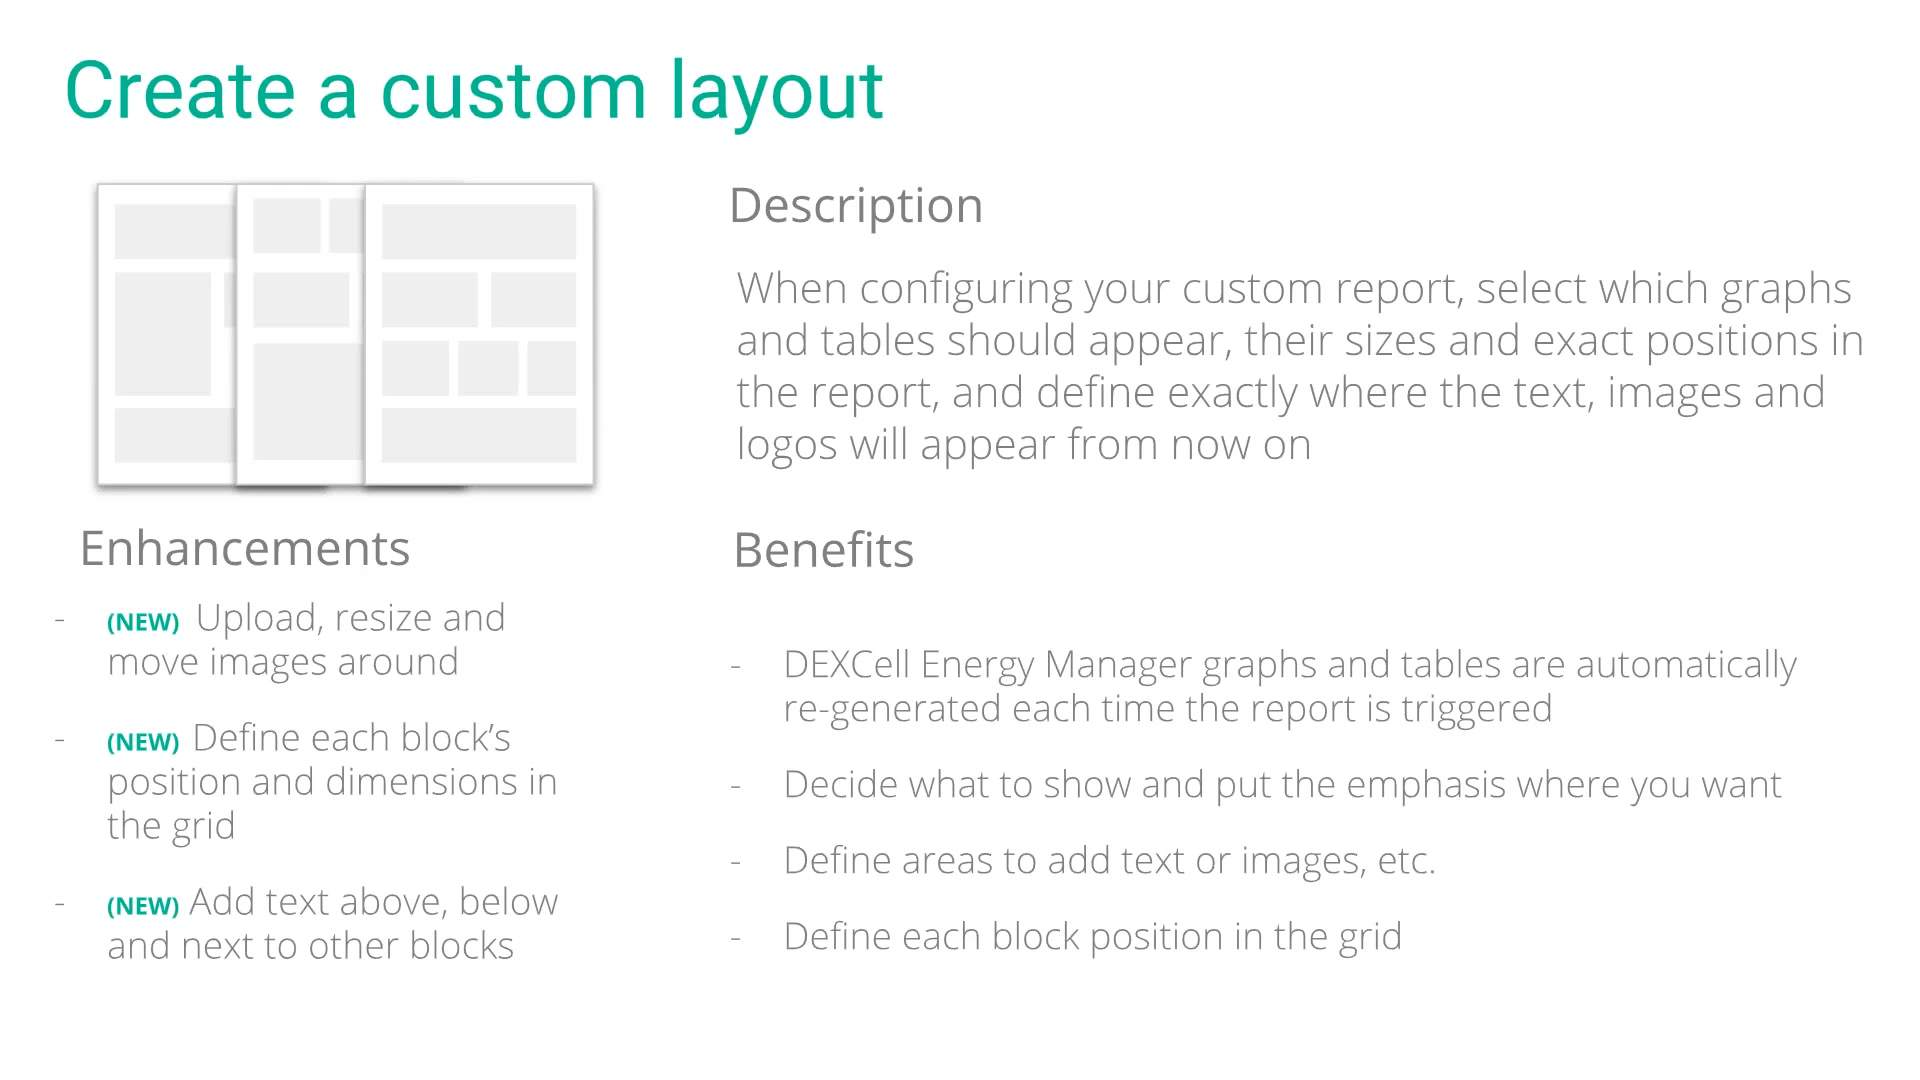 Create a custom layout
Description
When configuring your custom report, select which graphs
and tables should appear, their sizes and exact positions in
the report, and define exactly where the text, images and
logos will appear from now on
Enhancements
- (NEW) Upload, resize and
move images around
- (NEW) Define each block’s
position and dimensions in
the grid
- (NEW) Add text above, below
and next to other blocks
Benefits
- DEXCell Energy Manager graphs and tables are automatically
re-generated each time the report is triggered
- Decide what to show and put the emphasis where you want
- Define areas to add text or images, etc.
- Define each block position in the grid